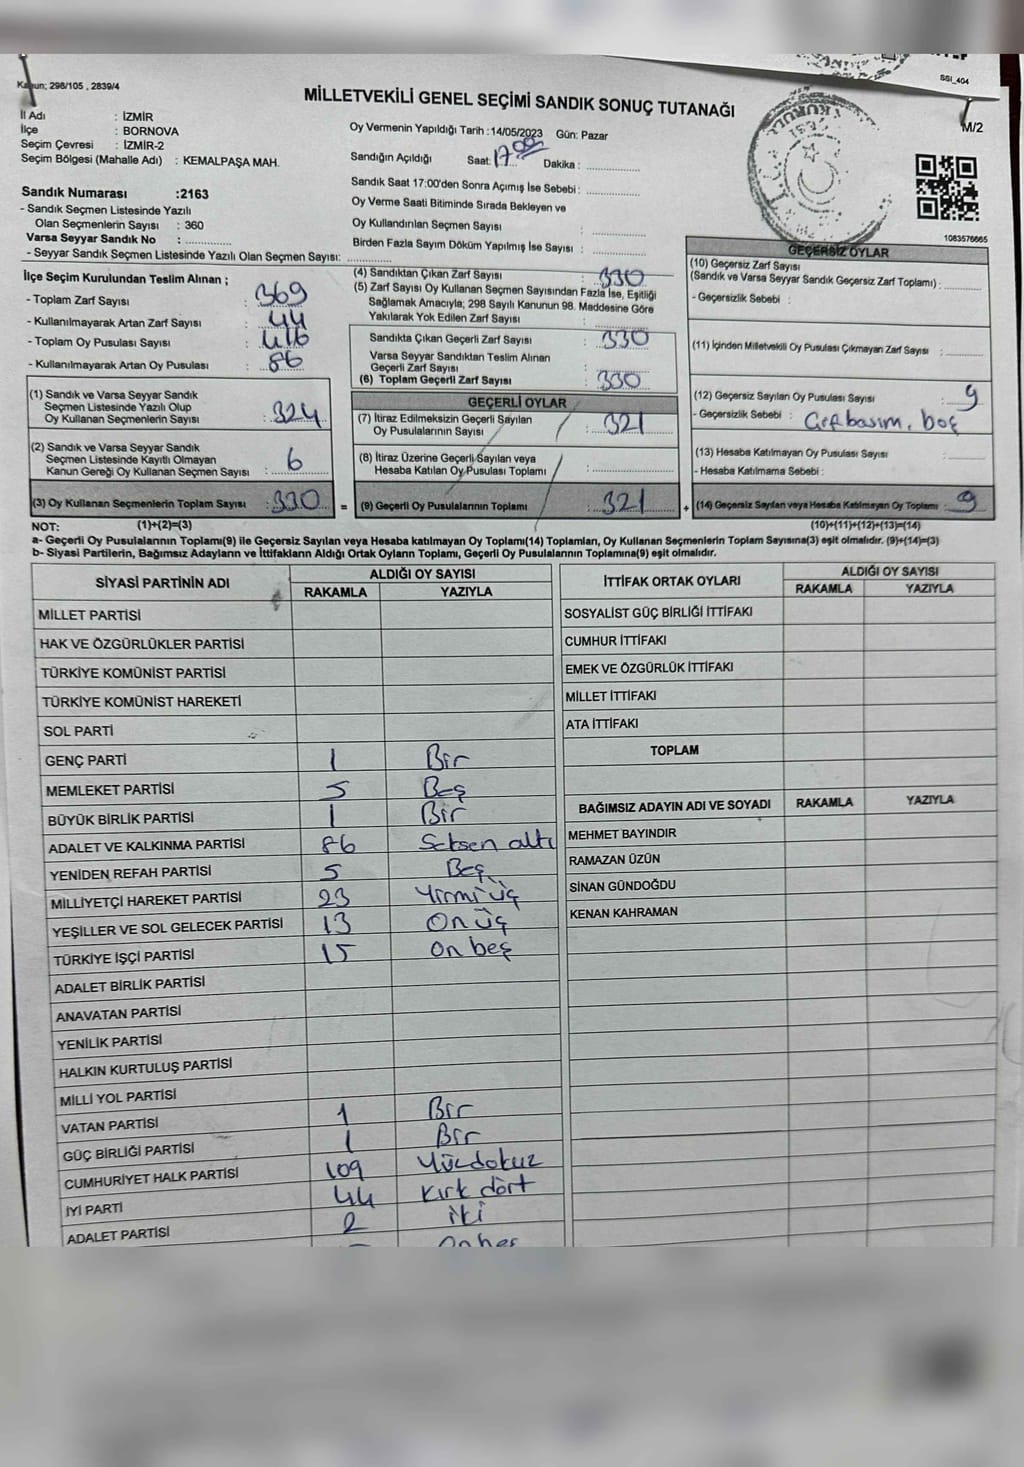 Kanun; 298/105 , 2839/4
SSİ_404
MİLLETVEKİLİ GENEL SEÇİMİ SANDIK SONUÇ TUTANAĞI
M/2
İl Adı : İZMİR
İlçe : BORNOVA
Seçim Çevresi : İZMİR-2
Seçim Bölgesi (Mahalle Adı) : KEMALPAŞA MAH.
Sandık Numarası :2163
- Sandık Seçmen Listesinde Yazılı
Olan Seçmenlerin Sayısı : 360
Varsa Seyyar Sandık No :
- Seyyar Sandık Seçmen Listesinde Yazılı Olan Seçmen Sayısı:
Oy Vermenin Yapıldığı Tarih :14/05/2023 Gün: Pazar
Sandığın Açıldığı Saat: 17.00 Dakika :
Sandık Saat 17:00'den Sonra Açımış İse Sebebi :
Oy Verme Saati Bitiminde Sırada Bekleyen ve
Oy Kullandırılan Seçmen Sayısı :
Birden Fazla Sayım Döküm Yapılmış İse Sayısı :
1083576665
İlçe Seçim Kurulundan Teslim Alınan ;
- Toplam Zarf Sayısı : 369
- Kullanılmayarak Artan Zarf Sayısı : 44
- Toplam Oy Pusulası Sayısı : 416
- Kullanılmayarak Artan Oy Pusulası : 86
(1) Sandık ve Varsa Seyyar Sandık
Seçmen Listesinde Yazılı Olup
Oy Kullanan Seçmenlerin Sayısı : 324
(2) Sandık ve Varsa Seyyar Sandık
Seçmen Listesinde Kayıtlı Olmayan
Kanun Gereği Oy Kullanan Seçmen Sayısı : 6
(3) Oy Kullanan Seçmenlerin Toplam Sayısı : 330
(4) Sandıktan Çıkan Zarf Sayısı : 330
(5) Zarf Sayısı Oy Kullanan Seçmen Sayısından Fazla İse, Eşitliği
Sağlamak Amacıyla; 298 Sayılı Kanunun 98. Maddesine Göre
Yakılarak Yok Edilen Zarf Sayısı :
Sandıkta Çıkan Geçerli Zarf Sayısı : 330
Varsa Seyyar Sandıktan Teslim Alınan
Geçerli Zarf Sayısı :
(6) Toplam Geçerli Zarf Sayısı : 330
GEÇERLİ OYLAR
(7) İtiraz Edilmeksizin Geçerli Sayılan
Oy Pusulalarının Sayısı : 321
(8) İtiraz Üzerine Geçerli Sayılan veya
Hesaba Katılan Oy Pusulası Toplamı :
= (9) Geçerli Oy Pusulalarının Toplamı : 321
GEÇERSİZ OYLAR
(10) Geçersiz Zarf Sayısı
(Sandık ve Varsa Seyyar Sandık Geçersiz Zarf Toplamı) :
- Geçersizlik Sebebi :
(11) İçinden Milletvekili Oy Pusulası Çıkmayan Zarf Sayısı :
(12) Geçersiz Sayılan Oy Pusulası Sayısı : 9
- Geçersizlik Sebebi : Çift basım, boş
(13) Hesaba Katılmayan Oy Pusulası Sayısı :
- Hesaba Katılmama Sebebi :
+ (14) Geçersiz Sayılan veya Hesaba Katılmayan Oy Toplamı : 9
NOT: (1)+(2)=(3) (10)+(11)+(12)+(13)=(14)
a- Geçerli Oy Pusulalarının Toplamı(9) ile Geçersiz Sayılan veya Hesaba katılmayan Oy Toplamı(14) Toplamları, Oy Kullanan Seçmenlerin Toplam Sayısına(3) eşit olmalıdır. (9)+(14)=(3)
b- Siyasi Partilerin, Bağımsız Adayların ve İttifakların Aldığı Ortak Oyların Toplamı, Geçerli Oy Pusulalarının Toplamına(9) eşit olmalıdır.
SİYASİ PARTİNİN ADI ALDIĞI OY SAYISI
RAKAMLA YAZIYLA
MİLLET PARTİSİ
HAK VE ÖZGÜRLÜKLER PARTİSİ
TÜRKİYE KOMÜNİST PARTİSİ
TÜRKİYE KOMÜNİST HAREKETİ
SOL PARTİ
GENÇ PARTİ 1 Bir
MEMLEKET PARTİSİ 5 Beş
BÜYÜK BİRLİK PARTİSİ 1 Bir
ADALET VE KALKINMA PARTİSİ 86 Seksen altı
YENİDEN REFAH PARTİSİ 5 Beş
MİLLİYETÇİ HAREKET PARTİSİ 23 Yirmi üç
YEŞİLLER VE SOL GELECEK PARTİSİ 13 On üç
TÜRKİYE İŞÇİ PARTİSİ 15 on beş
ADALET BİRLİK PARTİSİ
ANAVATAN PARTİSİ
YENİLİK PARTİSİ
HALKIN KURTULUŞ PARTİSİ
MİLLİ YOL PARTİSİ
VATAN PARTİSİ 1 Bir
GÜÇ BİRLİĞİ PARTİSİ 1 Bir
CUMHURİYET HALK PARTİSİ 109 Yüzdokuz
İYİ PARTİ 44 Kırk dört
ADALET PARTİSİ 2 iki
İTTİFAK ORTAK OYLARI ALDIĞI OY SAYISI
RAKAMLA YAZIYLA
SOSYALİST GÜÇ BİRLİĞİ İTTİFAKI
CUMHUR İTTİFAKI
EMEK VE ÖZGÜRLÜK İTTİFAKI
MİLLET İTTİFAKI
ATA İTTİFAKI
TOPLAM
BAĞIMSIZ ADAYIN ADI VE SOYADI RAKAMLA YAZIYLA
MEHMET BAYINDIR
RAMAZAN ÜZÜN
SİNAN GÜNDOĞDU
KENAN KAHRAMAN